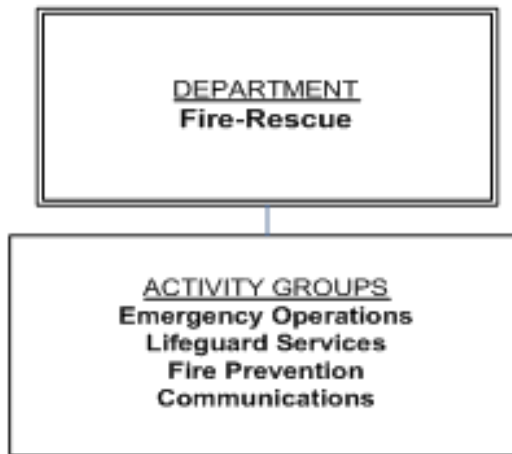 DEPARTMENT
Fire-Rescue
ACTIVITY GROUPS
Emergency Operations
Lifeguard Services
Fire Prevention
Communications